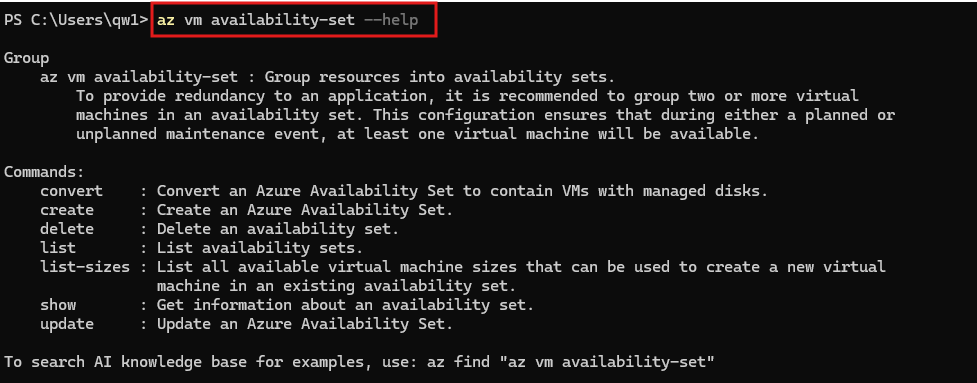 PS C:\Users\qw1> az vm availability-set --help
Group
az vm availability-set : Group resources into availability sets.
To provide redundancy to an application, it is recommended to group two or more virtual
machines in an availability set. This configuration ensures that during either a planned or
unplanned maintenance event, at least one virtual machine will be available.
Commands:
convert : Convert an Azure Availability Set to contain VMs with managed disks.
create : Create an Azure Availability Set.
delete : Delete an availability set.
list : List availability sets.
list-sizes : List all available virtual machine sizes that can be used to create a new virtual
machine in an existing availability set.
show : Get information about an availability set.
update : Update an Azure Availability Set.
To search AI knowledge base for examples, use: az find "az vm availability-set"